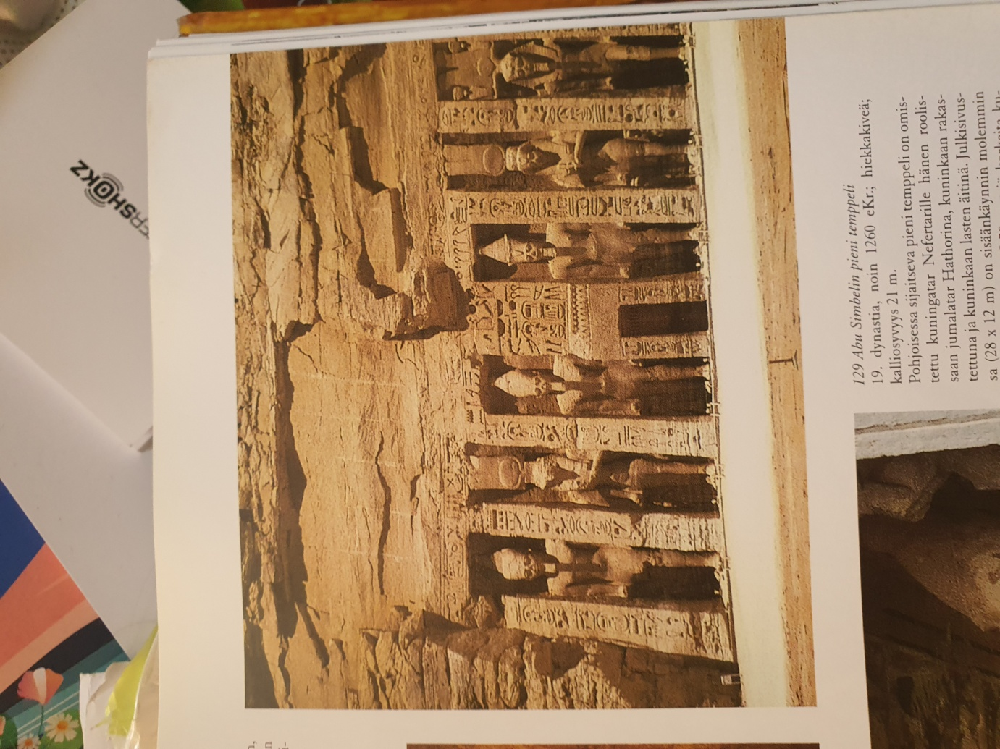 129 Abu Simbelin pieni temppeli
19. dynastia, noin 1260 eKr.; hiekkakiveä;
kalliosyvyys 21 m.
Pohjoisessa sijaitseva pieni temppeli on omis-
tettu kuningatar Nefertarille hänen roolis-
saan jumalatar Hathorina, kuninkaan rakas-
tettuna ja kuninkaan lasten äitinä. Julkisivus-
sa (28 x 12 m) on sisäänkäynnin molemmin